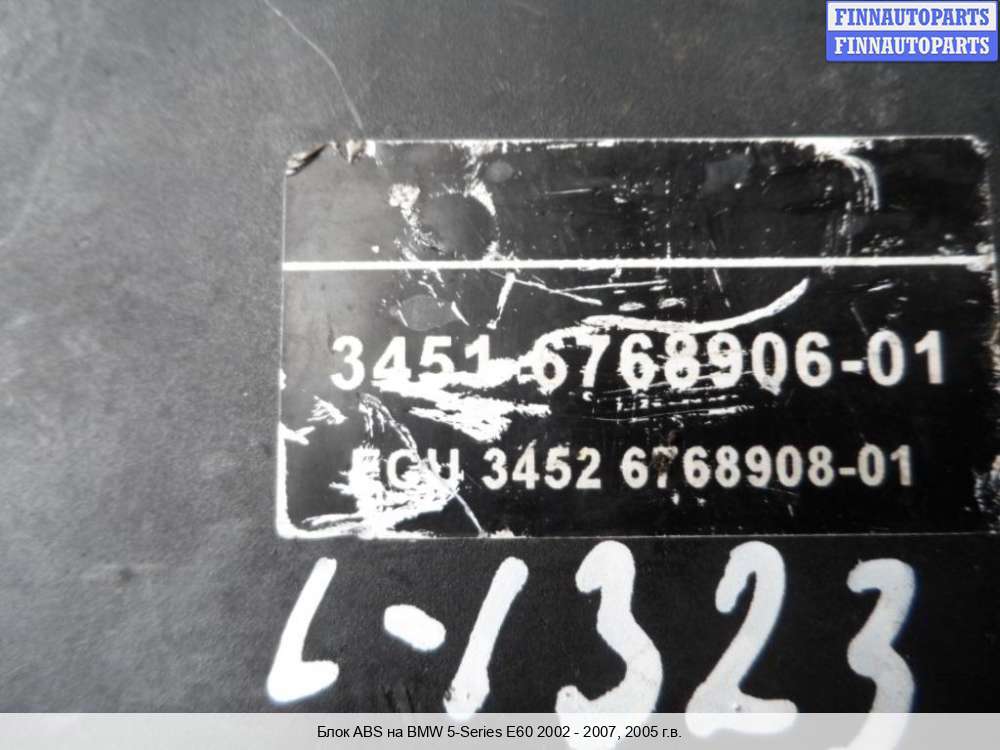 FINNAUTOPARTS
FINNAUTOPARTS
3451 6768906-01
ECU 3452 6768908-01
L-1323
Блок ABS на BMW 5-Series E60 2002 - 2007, 2005 г.в.